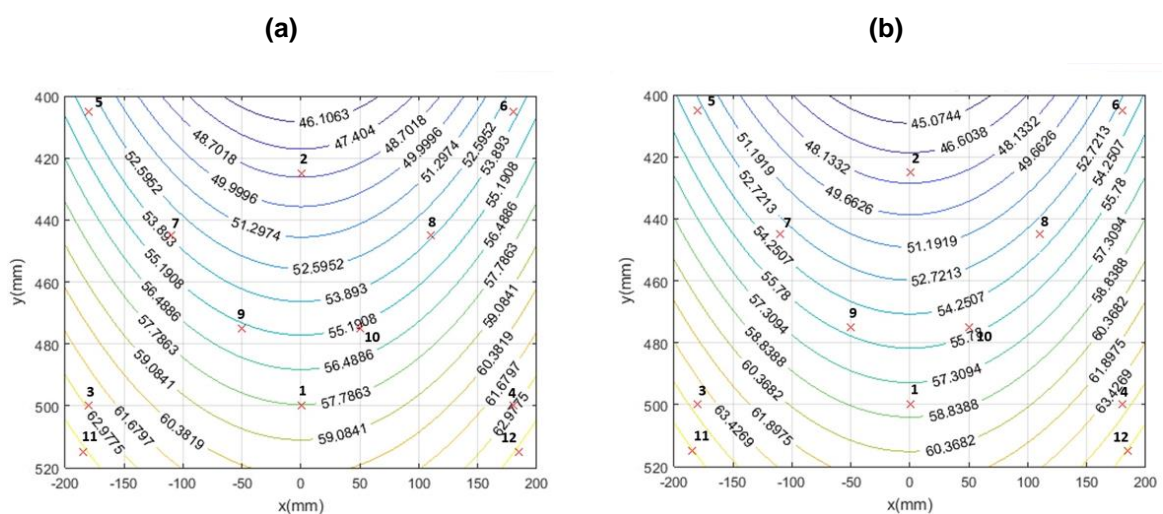 (a) (b)
400 420 440 460 480 500 520
y(mm)
-200 -150 -100 -50 0 50 100 150 200
x(mm)
5 6
46.1063
48.7018 47.404 48.7018 52.5952
2 49.9996 53.893
52.5952 49.9996 51.2974 55.1908
7 51.2974 8 56.4886
53.893 52.5952 57.7863
55.1908 53.893 59.0841
56.4886 9 55.1908 10
57.7863 56.4886 60.3819
59.0841 1 61.6797
3 57.7863 4
62.9775 61.6797 60.3819 59.0841 62.9775
11 12
400 420 440 460 480 500 520
y(mm)
-200 -150 -100 -50 0 50 100 150 200
x(mm)
5 6
45.0744
48.1332 46.6038 48.1332 52.7213
51.1919 2 49.6626 54.2507
52.7213 49.6626 55.78
7 51.1919 8 57.3094
54.2507 52.7213 58.8388
55.78 54.2507 60.3682
57.3094 9 55.78 10
58.8388 57.3094 61.8975
60.3682 1 63.4269
3 58.8388 4
63.4269 61.8975 60.3682
11 12